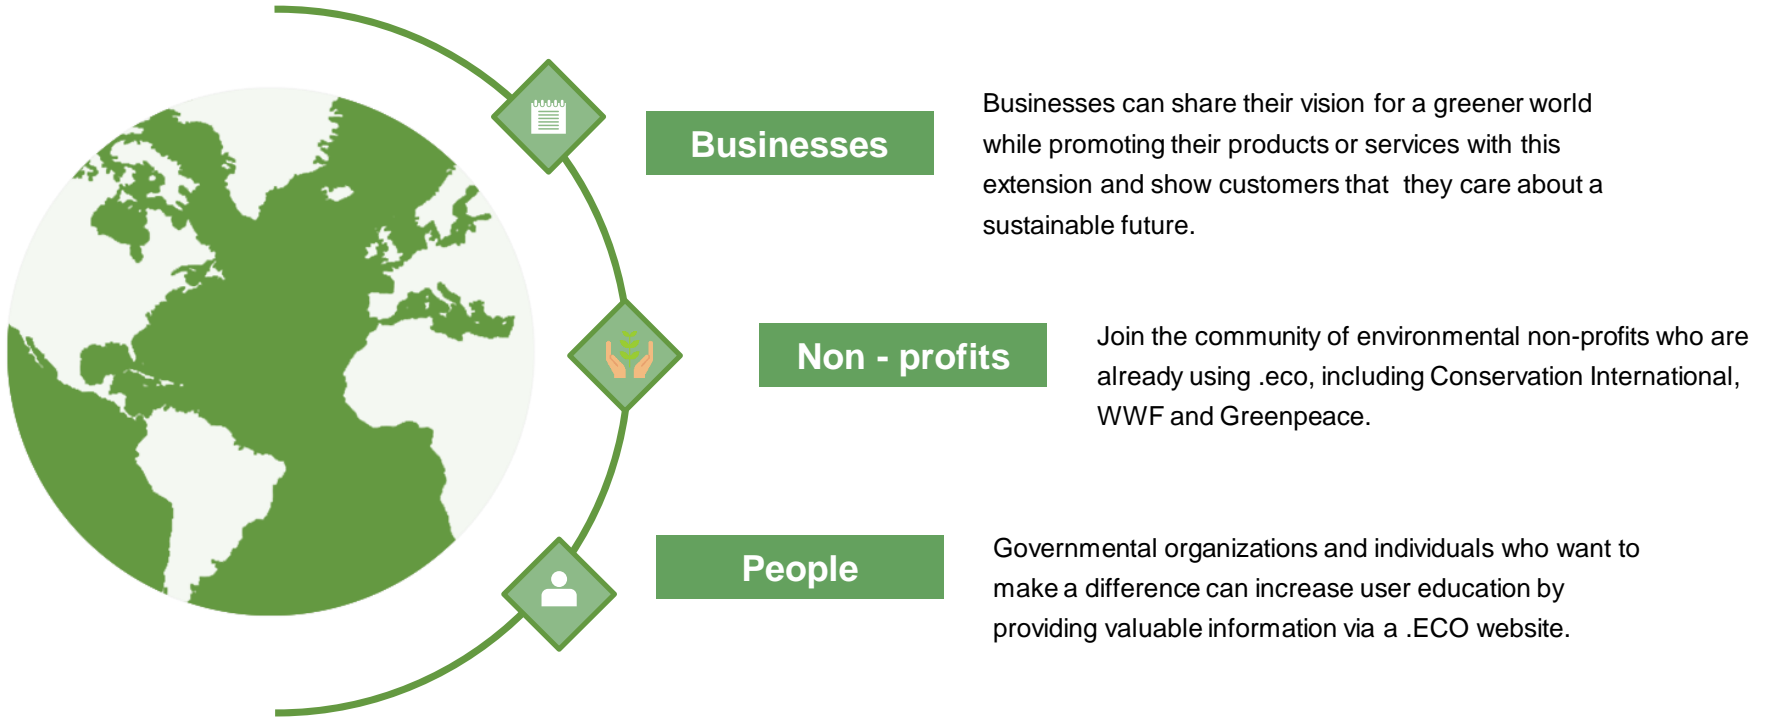 Businesses
Businesses can share their vision for a greener world
while promoting their products or services with this
extension and show customers that  they care about a
sustainable future.
Non - profits
Join the community of environmental non-profits who are
already using .eco, including Conservation International,
WWF and Greenpeace.
People
Governmental organizations and individuals who want to
make a difference can increase user education by
providing valuable information via a .ECO website.